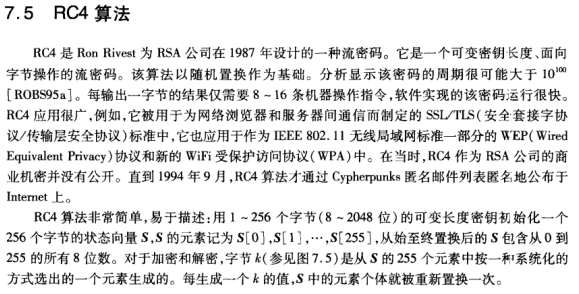 7.5 RC4 算法
RC4 是 Ron Rivest 为 RSA 公司在 1987 年设计的一种流密码。它是一个可变密钥长度、面向
字节操作的流密码。该算法以随机置换作为基础。分析显示该密码的周期很可能大于 10¹⁰⁰
[ROBS95a]。每输出一字节的结果仅需要 8~16 条机器操作指令,软件实现的该密码运行很快。
RC4 应用很广,例如,它被用于为网络浏览器和服务器间通信而制定的 SSL/TLS(安全套接字协
议/传输层安全协议)标准中,它也应用于作为 IEEE 802.11 无线局域网标准一部分的 WEP(Wired
Equivalent Privacy)协议和新的 WiFi 受保护访问协议(WPA)中。在当时,RC4 作为 RSA 公司的商
业机密并没有公开。直到 1994 年 9 月,RC4 算法才通过 Cypherpunks 匿名邮件列表匿名地公布于
Internet 上。
RC4 算法非常简单,易于描述:用 1~256 个字节(8~2048 位)的可变长度密钥初始化一个
256 个字节的状态向量 S,S 的元素记为 S[0],S[1],…,S[255],从始至终置换后的 S 包含从 0 到
255 的所有 8 位数。对于加密和解密,字节 k(参见图 7.5)是从 S 的 255 个元素中按一种系统化的
方式选出的一个元素生成的。每生成一个 k 的值,S 中的元素个体就被重新置换一次。